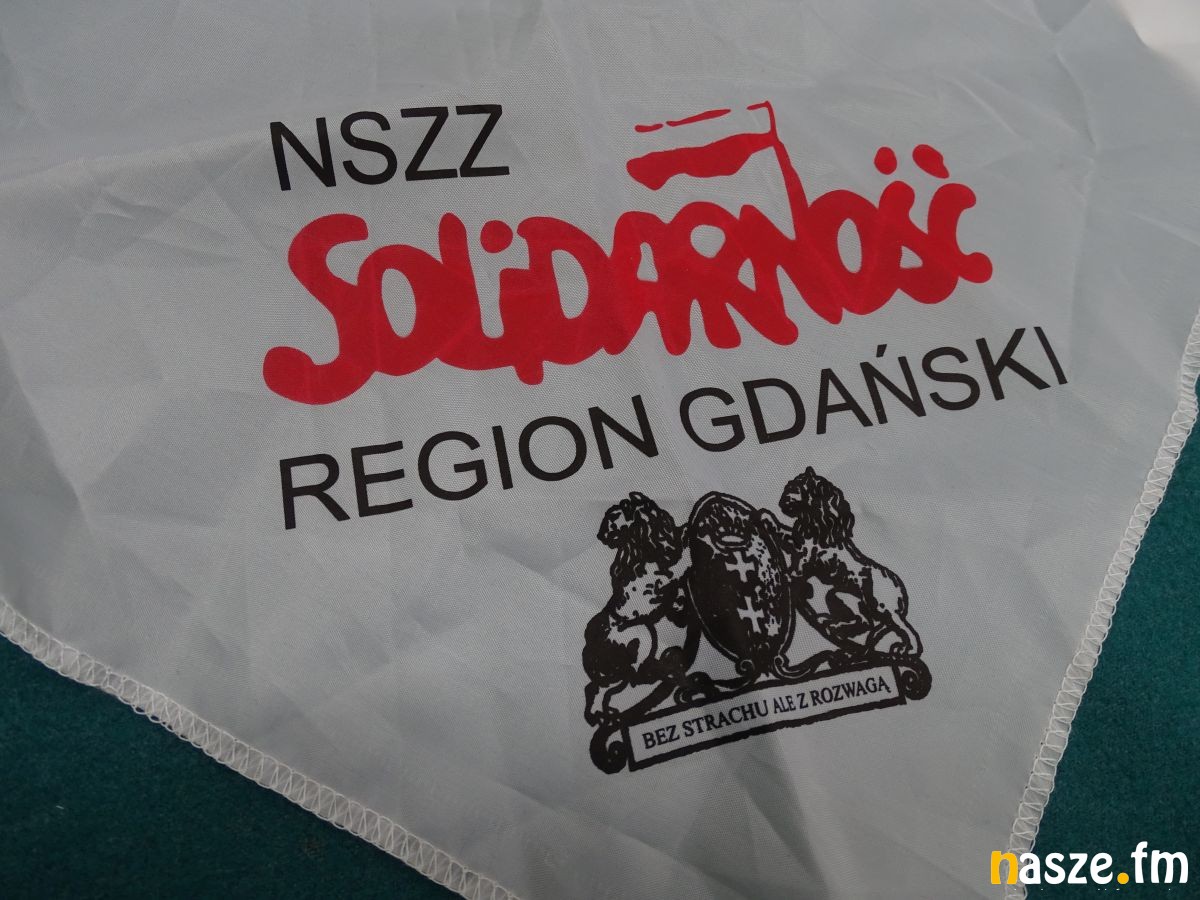 NSZZ
SOLiDARNOŚĆ
REGION GDAŃSKI
BEZ STRACHU ALE Z ROZWAGĄ
nasze.fm